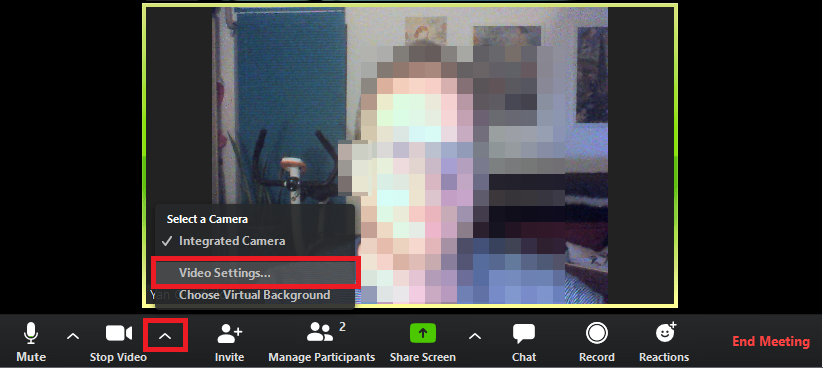 Select a Camera
✓ Integrated Camera
Video Settings...
Choose Virtual Background
2
Mute
Stop Video
Invite
Manage Participants
Share Screen
Chat
Record
Reactions
End Meeting